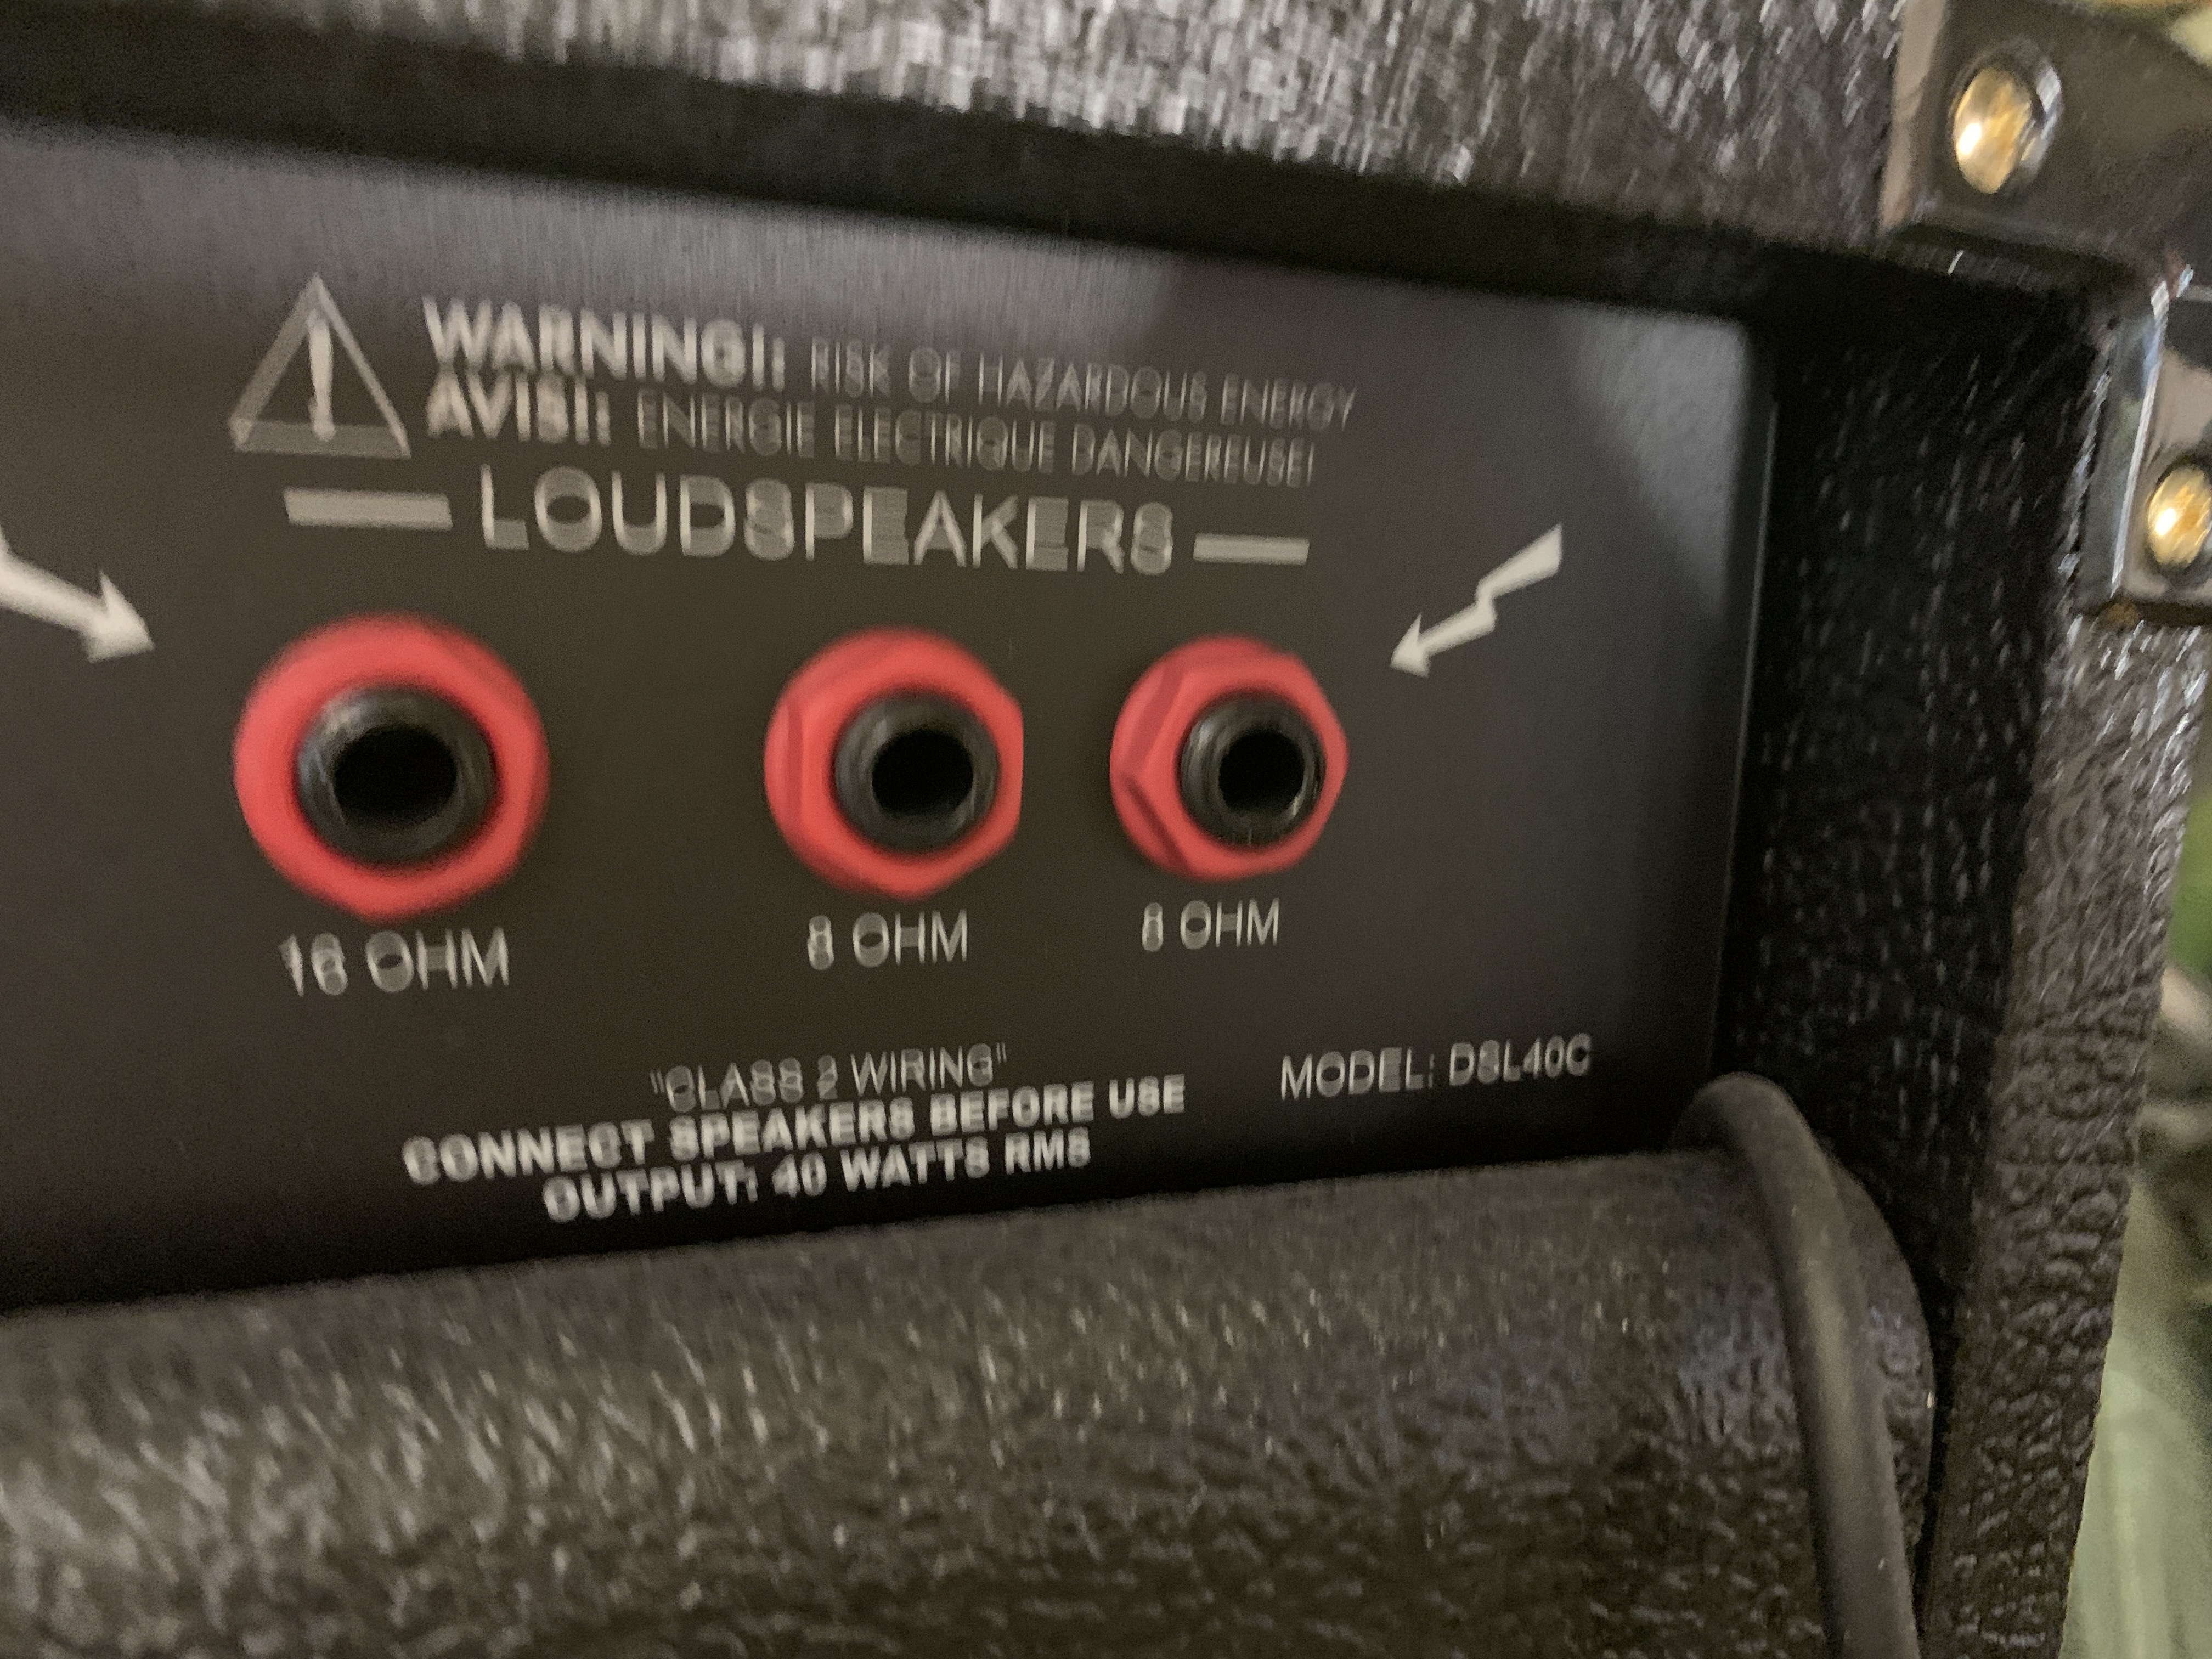 WARNING!: RISK OF HAZARDOUS ENERGY
AVIS!: ENERGIE ELECTRIQUE DANGEREUSE!
LOUDSPEAKERS
16 OHM
8 OHM
8 OHM
"CLASS 2 WIRING"
CONNECT SPEAKERS BEFORE USE
OUTPUT: 40 WATTS RMS
MODEL: DSL40C